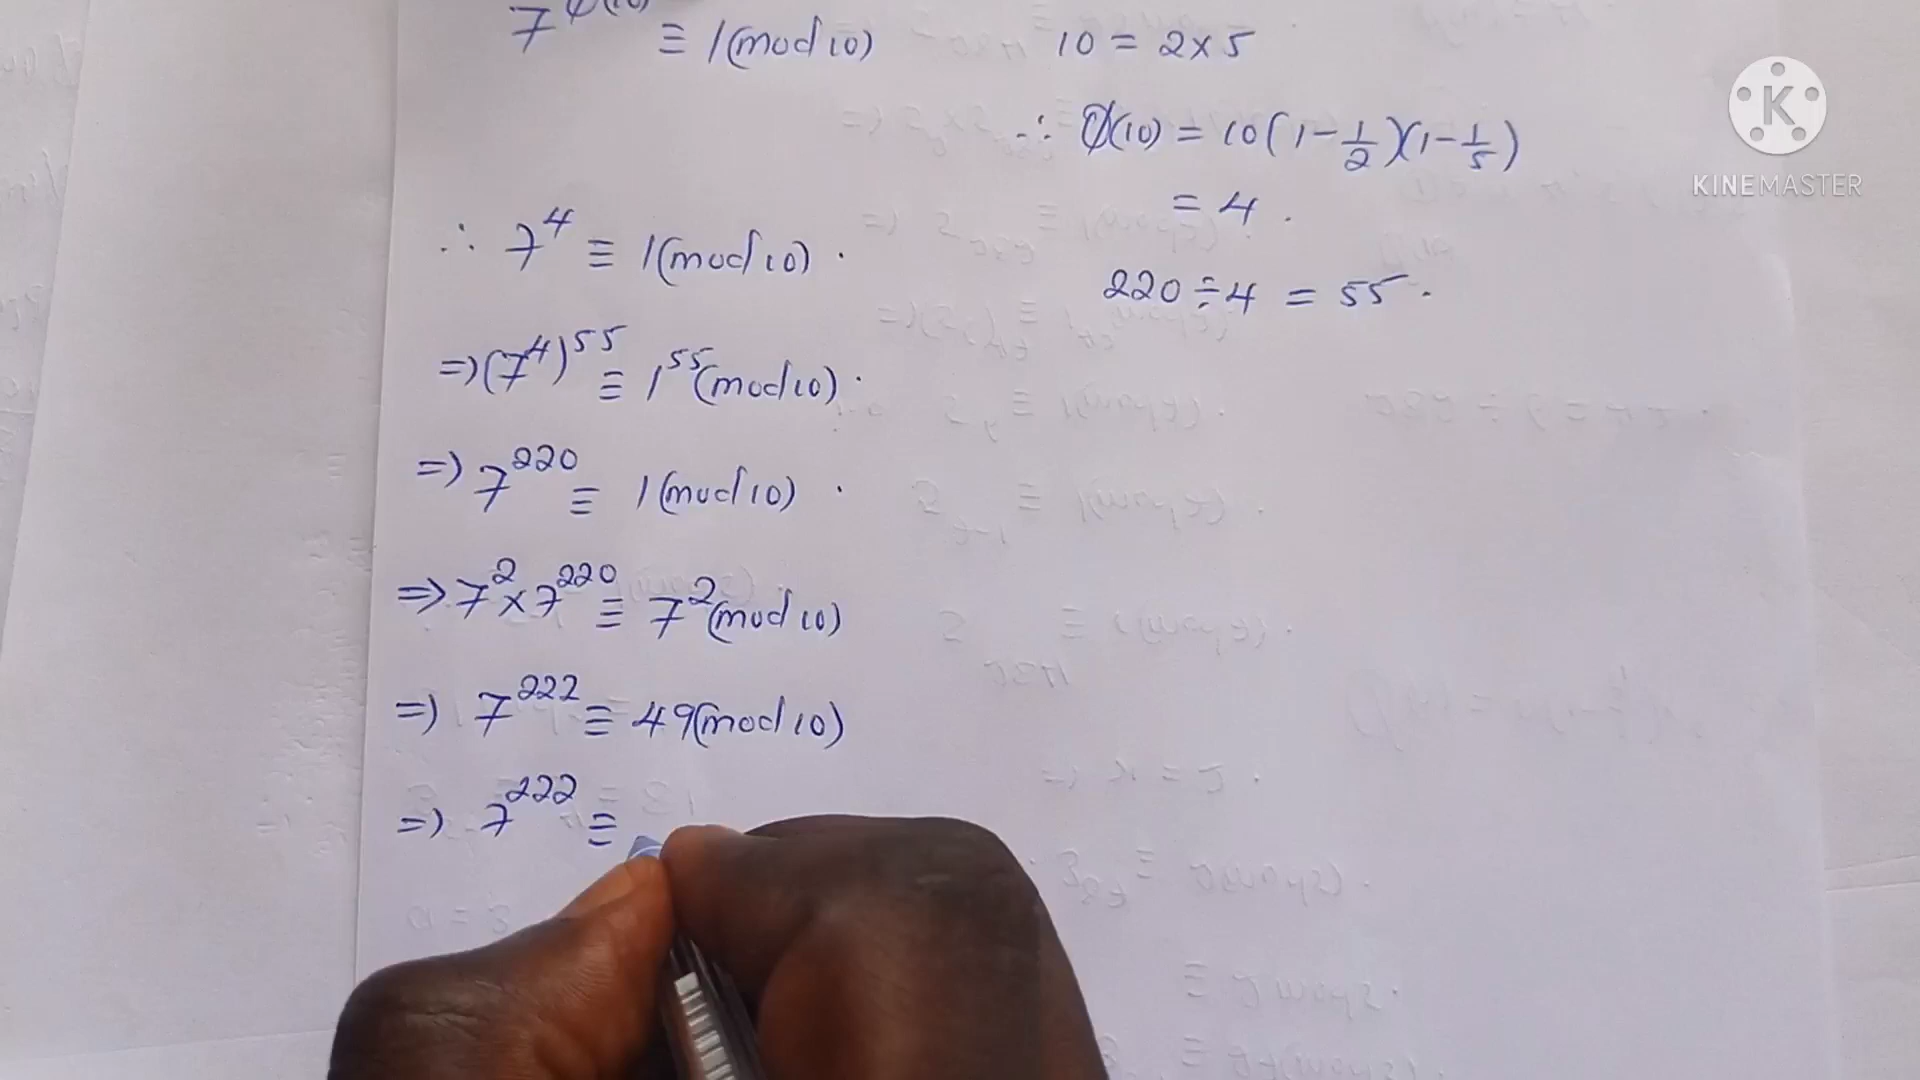 7^φ(10) ≡ 1(mod 10)
10 = 2 × 5
∴ φ(10) = 10(1 - 1/2)(1 - 1/5)
= 4.
∴ 7^4 ≡ 1(mod 10).
220 ÷ 4 = 55.
⇒ (7^4)^55 ≡ 1^55(mod 10).
⇒ 7^220 ≡ 1(mod 10).
⇒ 7^2 × 7^220 ≡ 7^2(mod 10)
⇒ 7^222 ≡ 49(mod 10)
⇒ 7^222 ≡
K
KINEMASTER